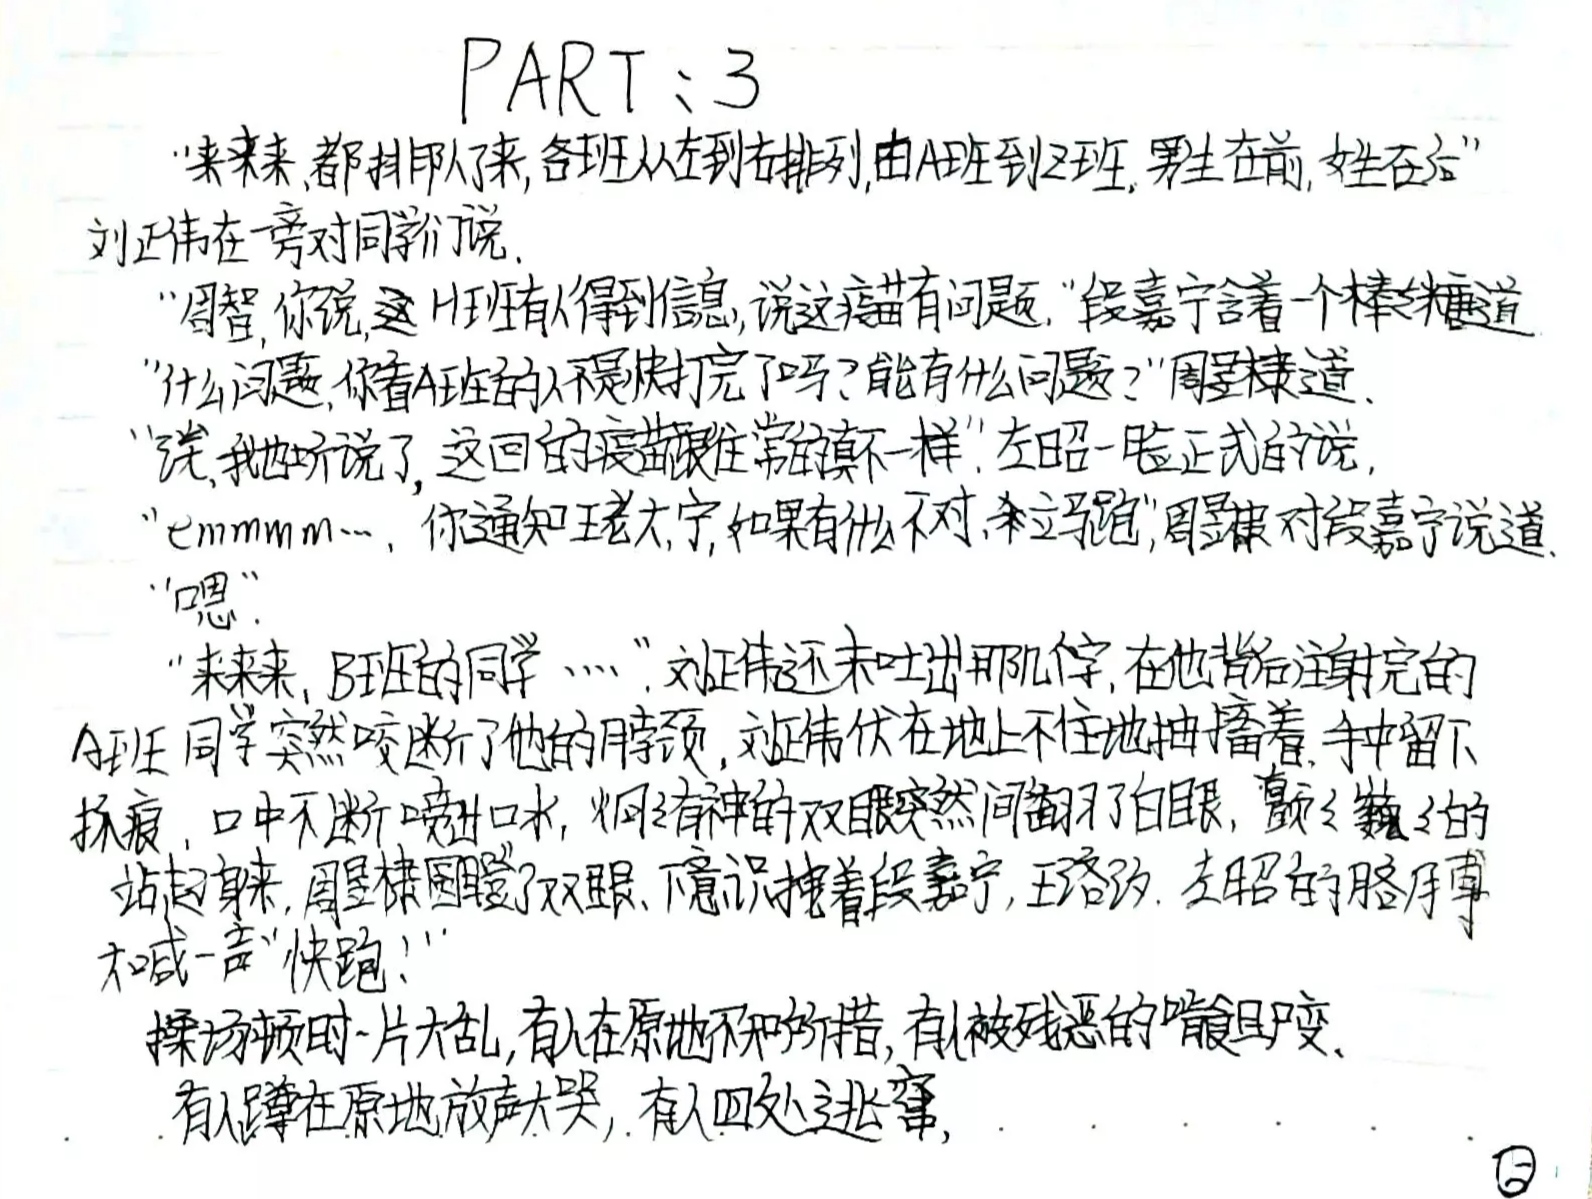 PART:3
"来来来,都排队了来,各班从左到右排列,由A班到Z班,男生在前,女生在后"
刘正伟在一旁对同学们说.
"周智,你说,这H班有人得到信息,说这疫苗有问题."段嘉宁含着一个棒棒糖道
"什么问题,你看A班的人不是快打完了吗?能有什么问题?"周昱棣道.
"诶,我也听说了,这回的疫苗跟往常的真不一样".左昭一脸正式的说.
"emmmm…,你通知王老大,宁,如果有什么不对,来立马跑",周昱棣对段嘉宁说道.
"嗯".
"来来来,B班的同学……".刘正伟还未吐出那几个字,在他背后注射完的
A班同学突然咬断了他的脖颈,刘正伟伏在地上不住地抽搐着,手中留下
抓痕,口中不断喷出口水,炯々有神的双眼突然间翻了白眼,颤々巍々的
站起身来,周昱棣圆瞪了双眼、下意识拽着段嘉宁,王洛汐.左昭的胳膊
大喊一声"快跑!"
操场顿时一片大乱,有人在原地不知所措,有人被残恶的啃食
有人蹲在原地放声大哭,有人四处逃窜,